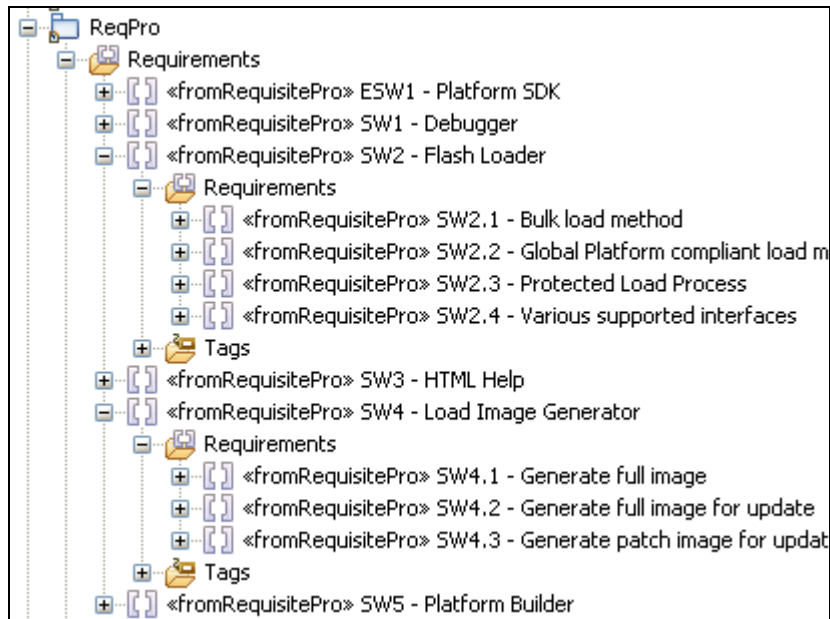 ReqPro
Requirements
«fromRequisitePro» ESW1 - Platform SDK
«fromRequisitePro» SW1 - Debugger
«fromRequisitePro» SW2 - Flash Loader
Requirements
«fromRequisitePro» SW2.1 - Bulk load method
«fromRequisitePro» SW2.2 - Global Platform compliant load m
«fromRequisitePro» SW2.3 - Protected Load Process
«fromRequisitePro» SW2.4 - Various supported interfaces
Tags
«fromRequisitePro» SW3 - HTML Help
«fromRequisitePro» SW4 - Load Image Generator
Requirements
«fromRequisitePro» SW4.1 - Generate full image
«fromRequisitePro» SW4.2 - Generate full image for update
«fromRequisitePro» SW4.3 - Generate patch image for updat
Tags
«fromRequisitePro» SW5 - Platform Builder